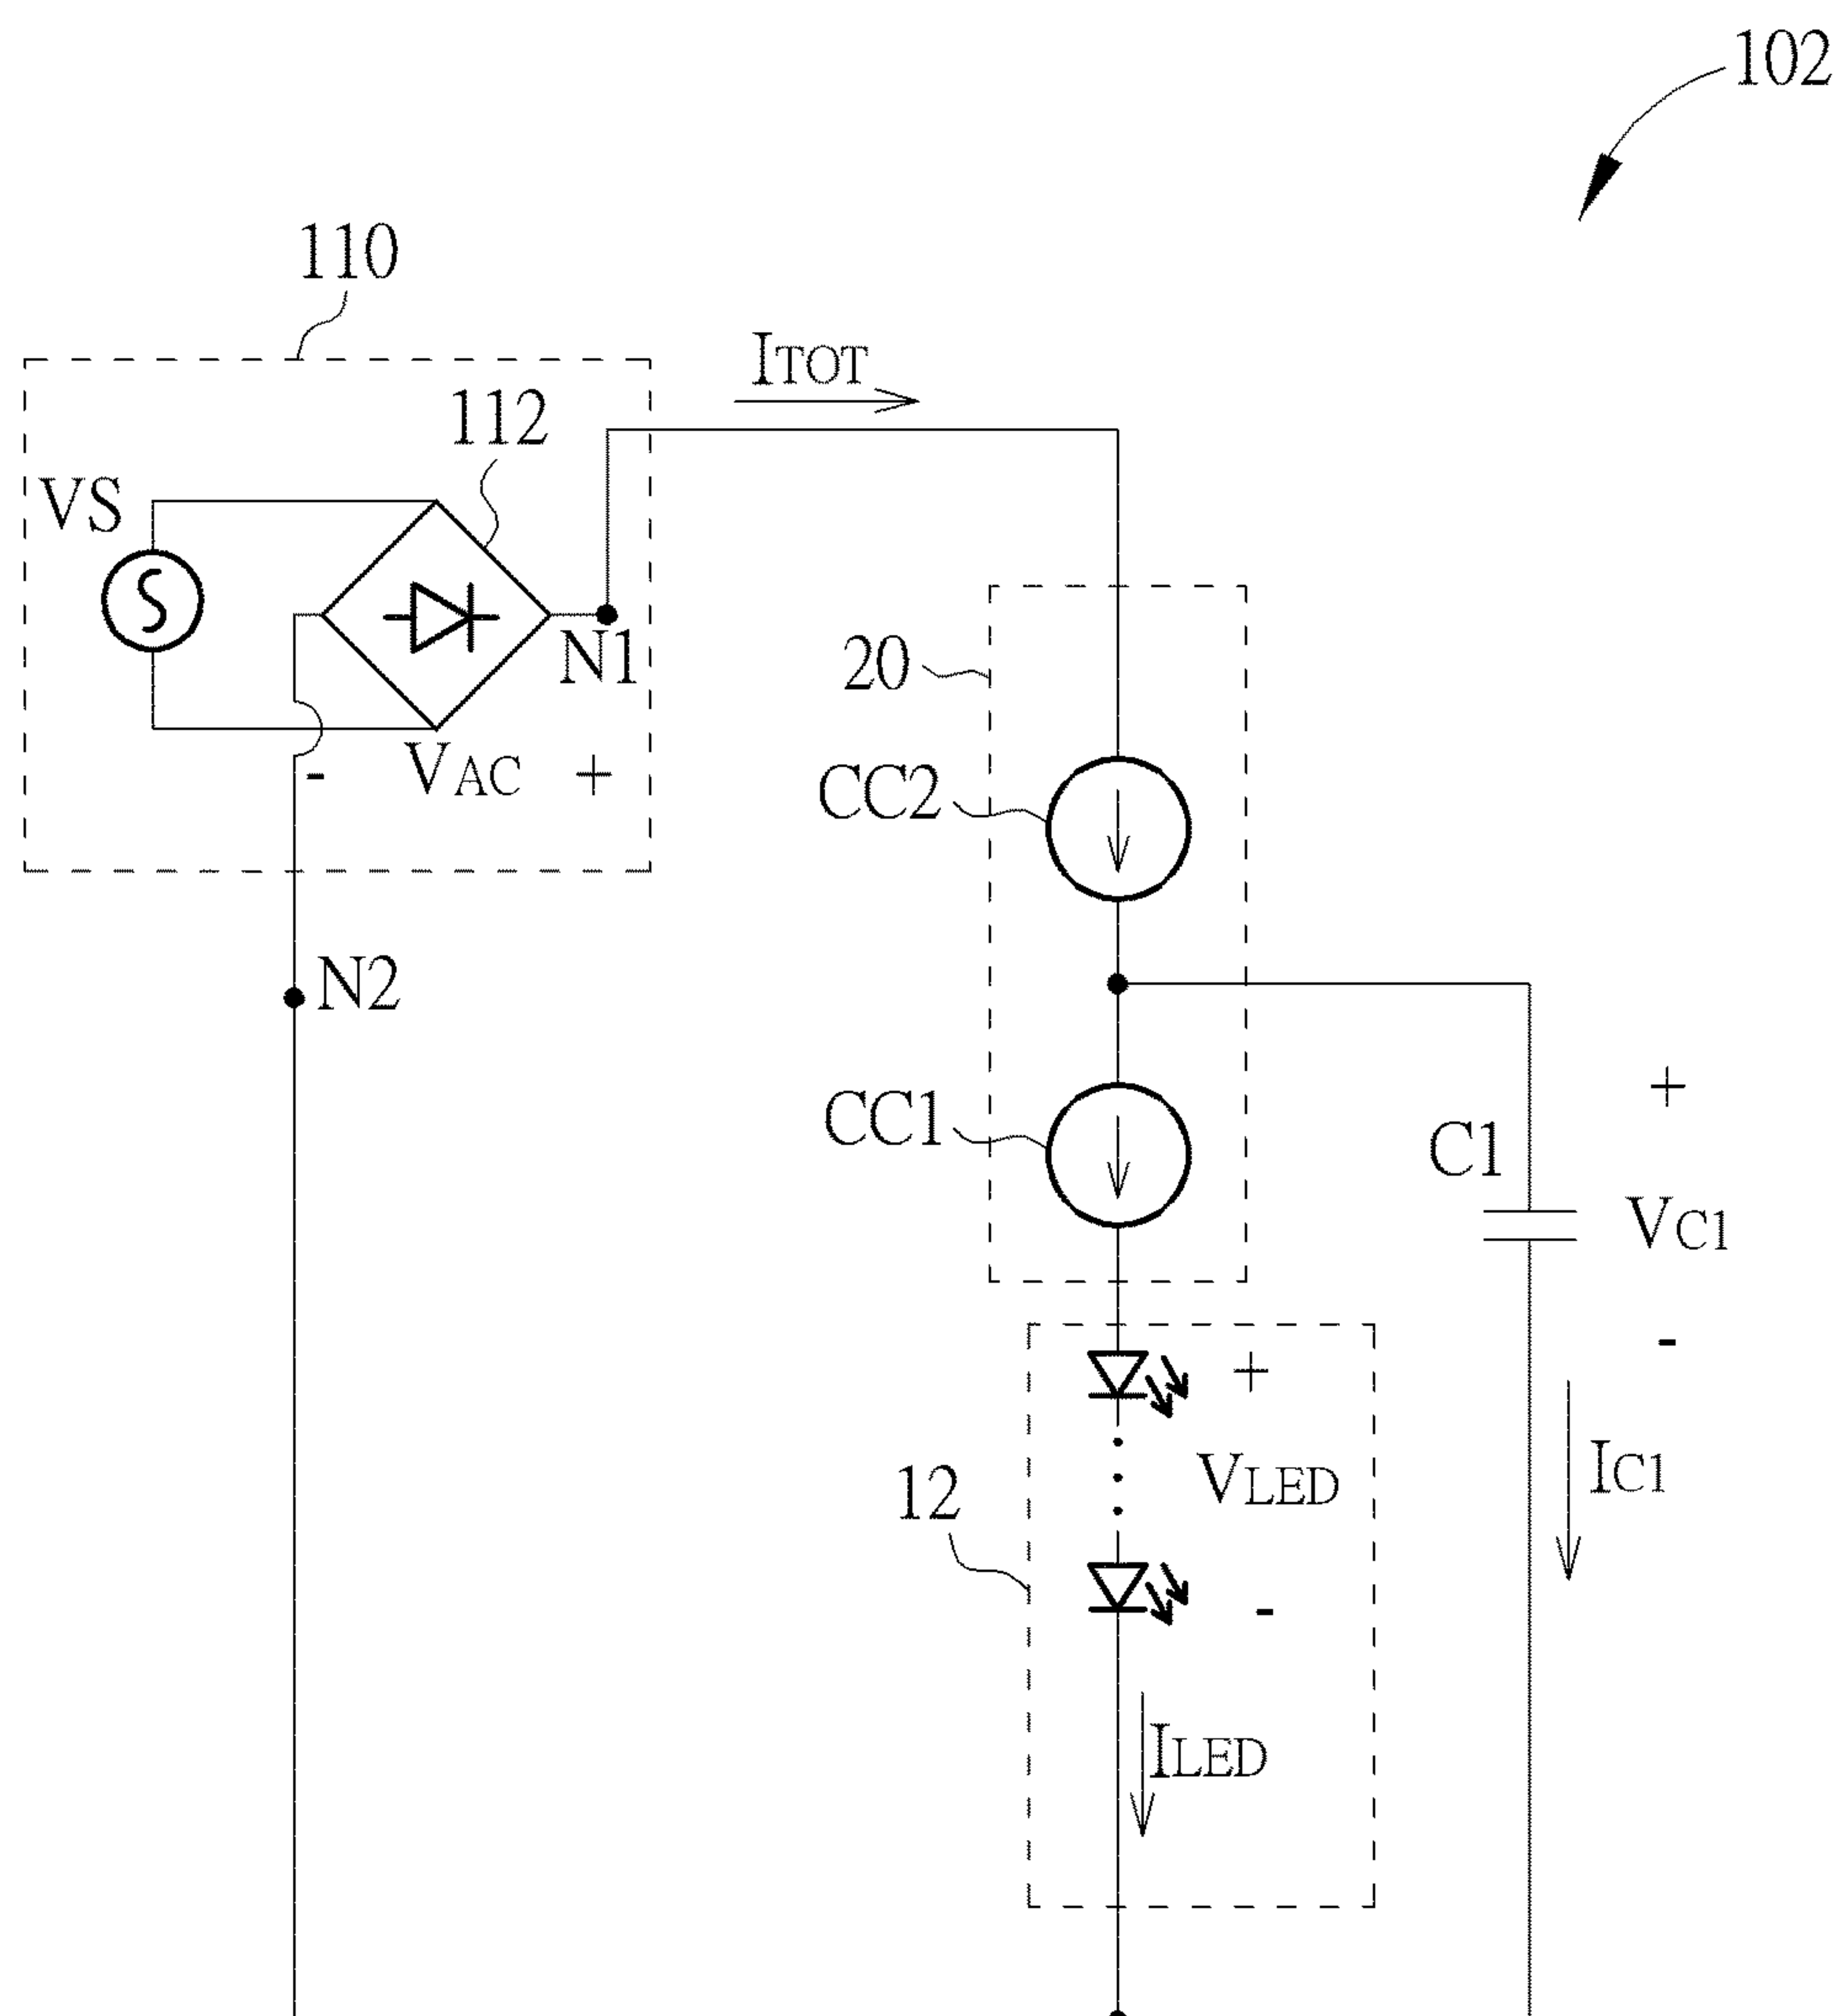 102
110
ITOT
112
VS
N1
20
- VAC +
CC2
N2
+
CC1
C1
VC1
-
+
VLED
IC1
12
-
ILED